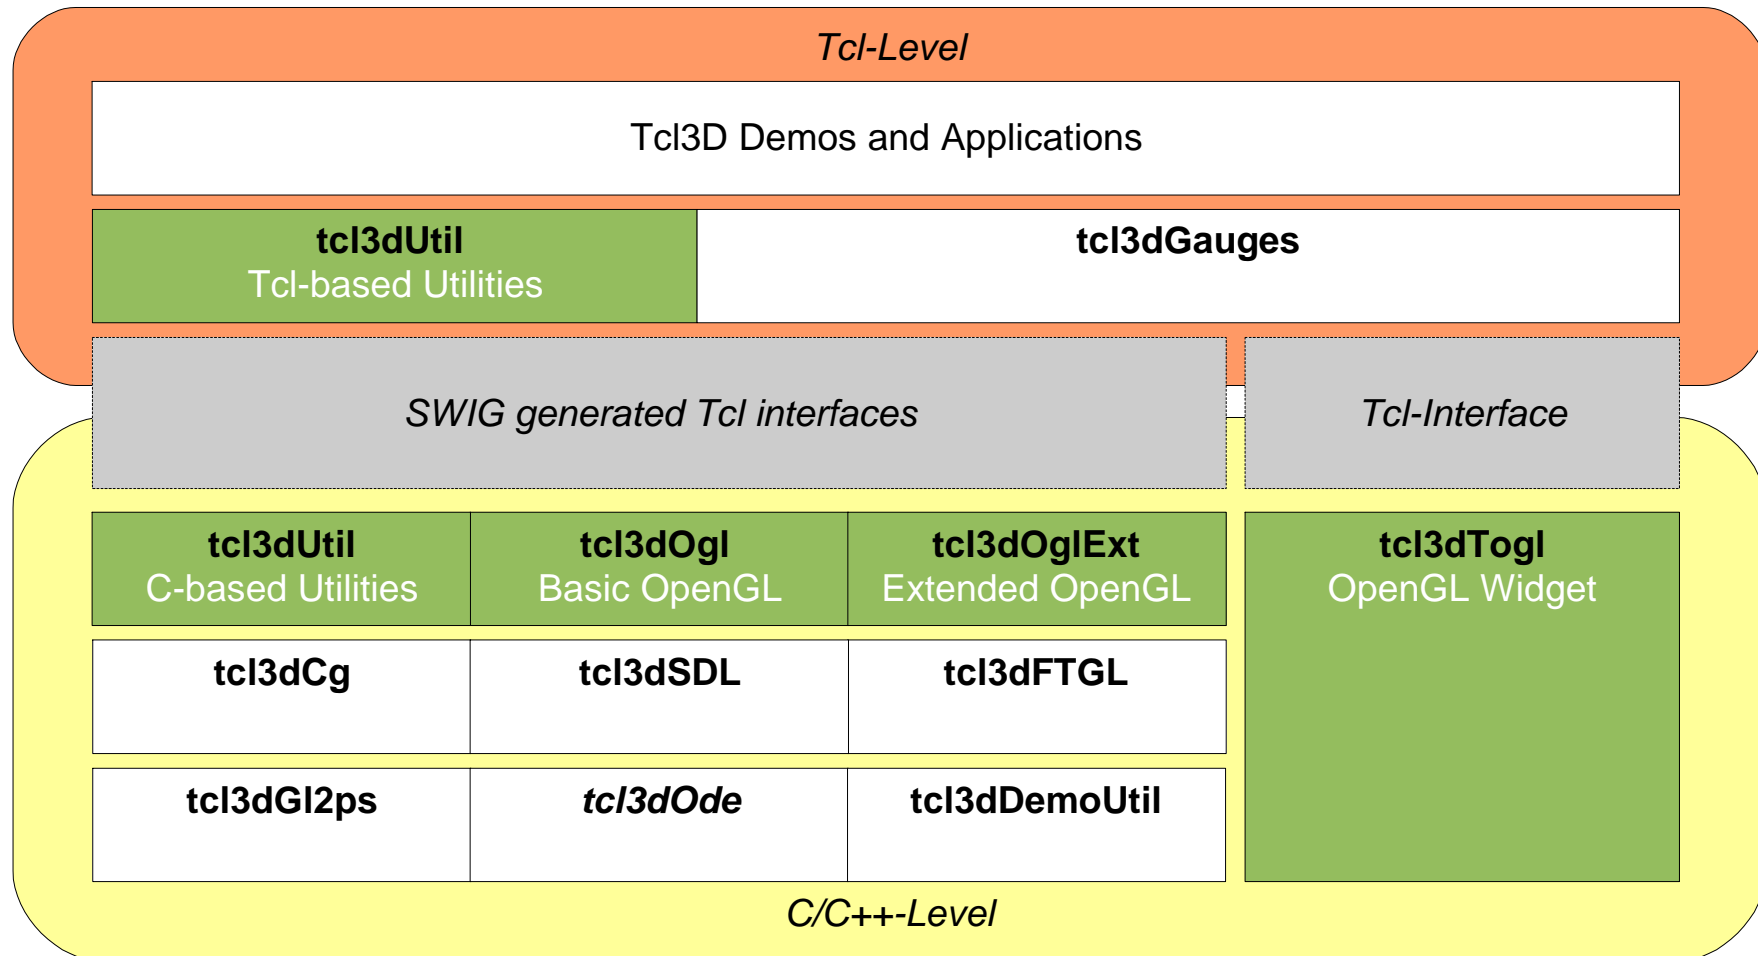 Tcl-Level
Tcl3D Demos and Applications
tcl3dUtil
Tcl-based Utilities
tcl3dGauges
SWIG generated Tcl interfaces
Tcl-Interface
tcl3dUtil
C-based Utilities
tcl3dOgl
Basic OpenGL
tcl3dOglExt
Extended OpenGL
tcl3dTogl
OpenGL Widget
tcl3dCg
tcl3dSDL
tcl3dFTGL
tcl3dGl2ps
tcl3dOde
tcl3dDemoUtil
C/C++-Level